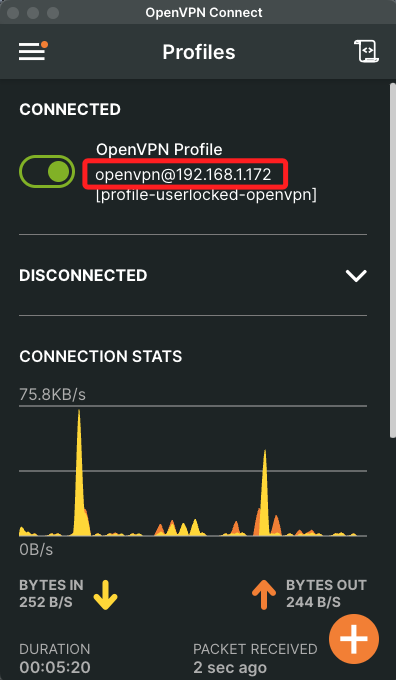 OpenVPN Connect
Profiles
CONNECTED
OpenVPN Profile
openvpn@192.168.1.172
[profile-userlocked-openvpn]
DISCONNECTED
CONNECTION STATS
75.8KB/s
0B/s
BYTES IN
252 B/S
BYTES OUT
244 B/S
DURATION
00:05:20
PACKET RECEIVED
2 sec ago